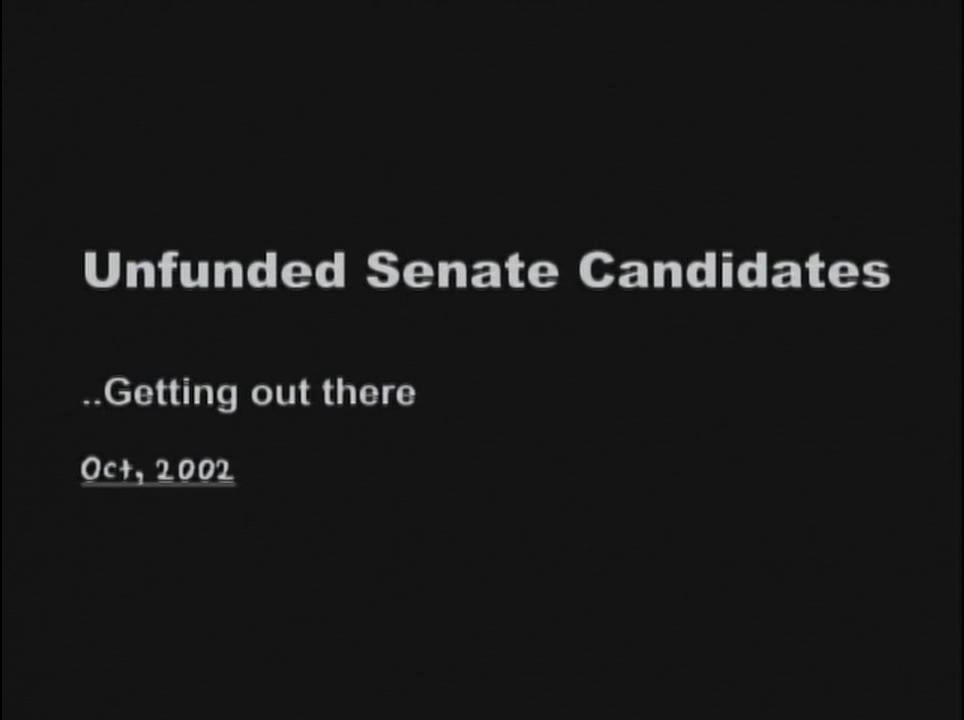 Unfunded Senate Candidates
..Getting out there
Oct, 2002